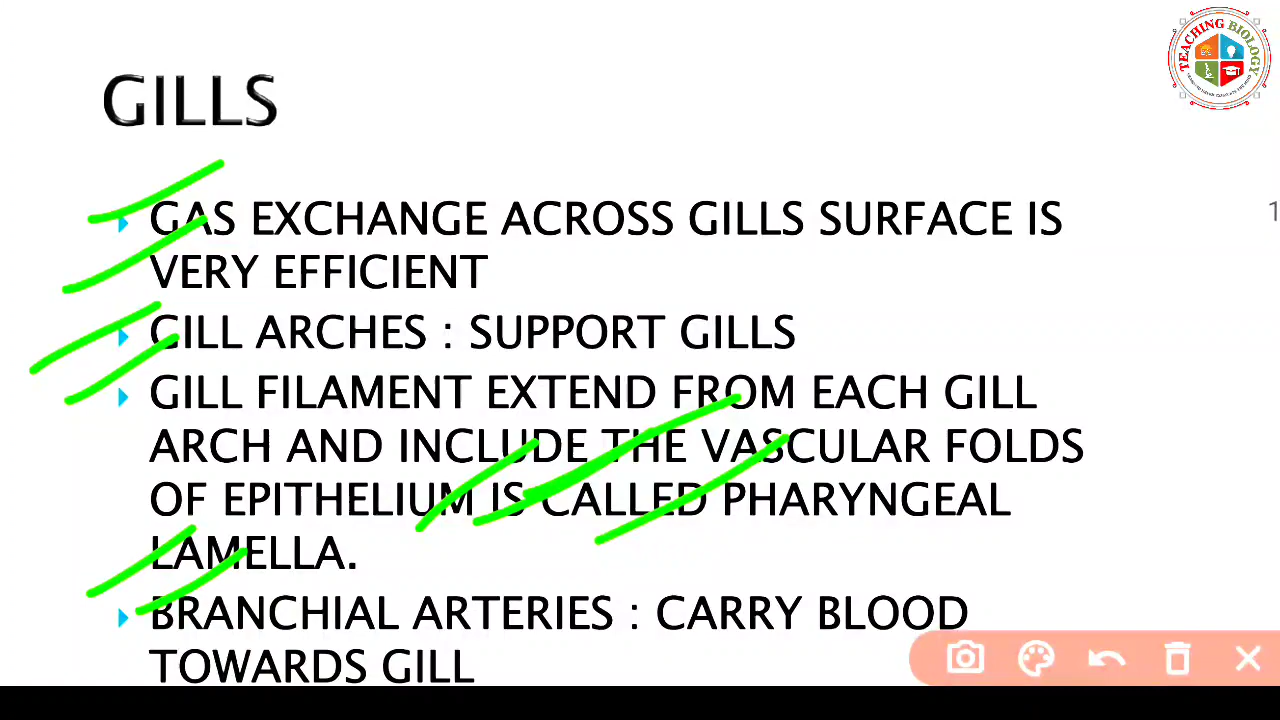 TEACHING BIOLOGY
GILLS
GAS EXCHANGE ACROSS GILLS SURFACE IS
1
VERY EFFICIENT
GILL ARCHES : SUPPORT GILLS
GILL FILAMENT EXTEND FROM EACH GILL
ARCH AND INCLUDE THE VASCULAR FOLDS
OF EPITHELIUM IS CALLED PHARYNGEAL
LAMELLA.
BRANCHIAL ARTERIES : CARRY BLOOD
TOWARDS GILL